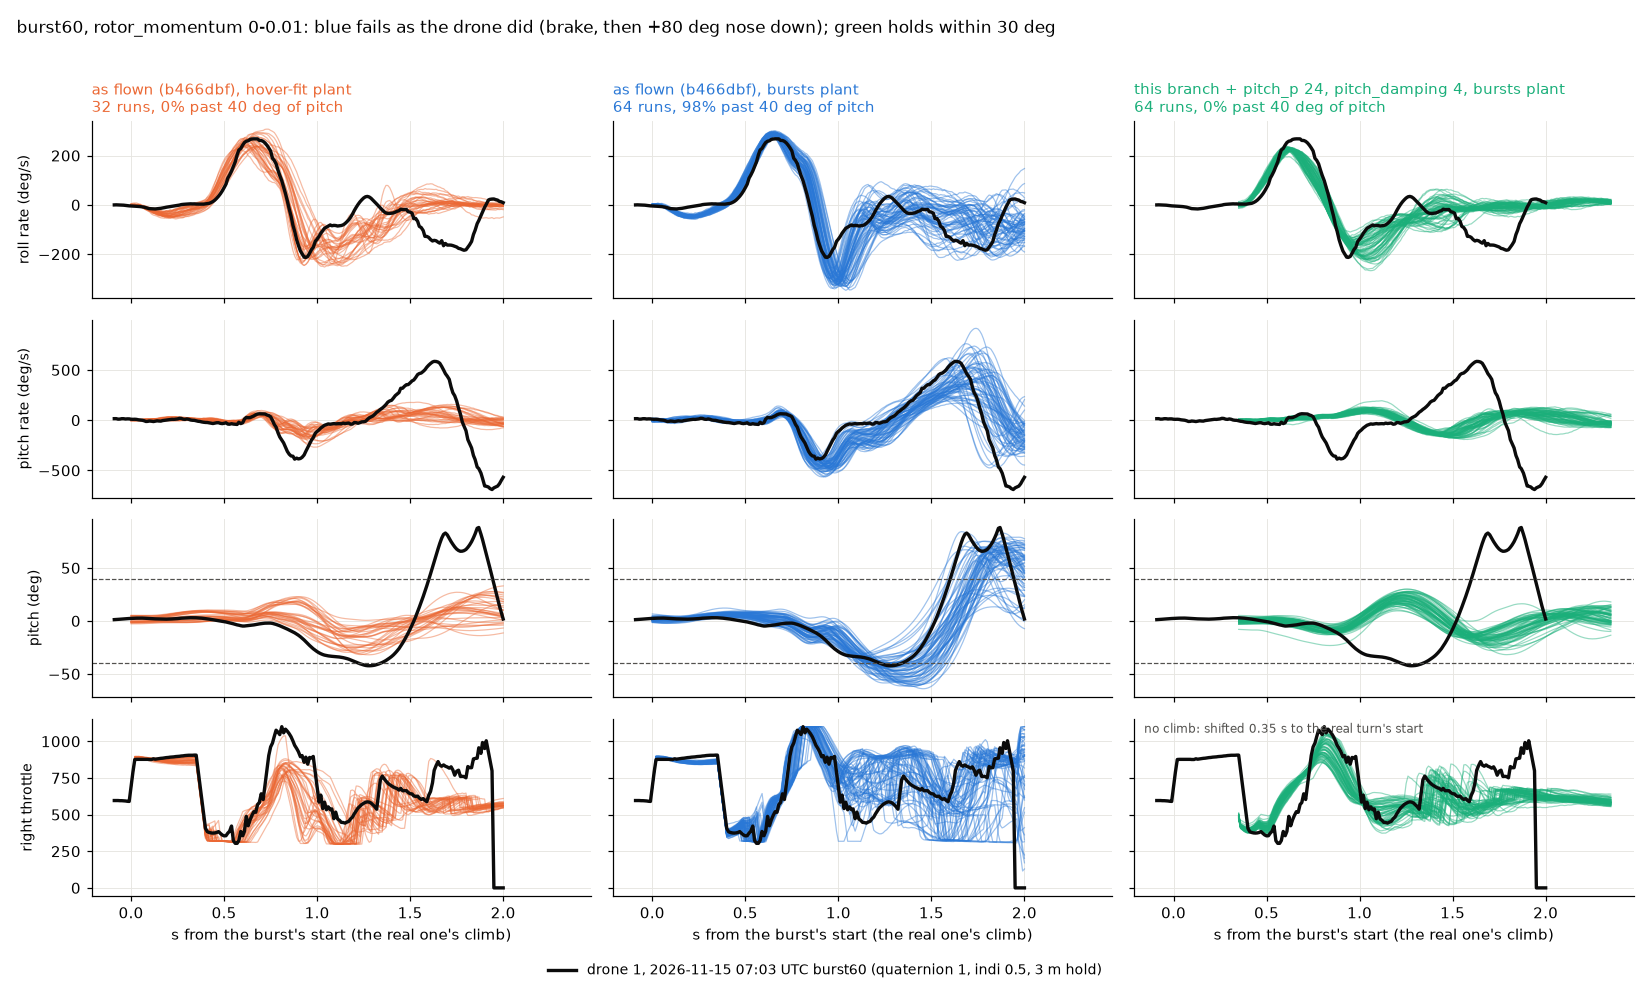 burst60, rotor_momentum 0-0.01: blue fails as the drone did (brake, then +80 deg nose down); green holds within 30 deg
as flown (b466dbf), hover-fit plant
32 runs, 0% past 40 deg of pitch
as flown (b466dbf), bursts plant
64 runs, 98% past 40 deg of pitch
this branch + pitch_p 24, pitch_damping 4, bursts plant
64 runs, 0% past 40 deg of pitch
roll rate (deg/s)
200
0
−200
pitch rate (deg/s)
500
0
−500
pitch (deg)
50
0
−50
right throttle
1000
750
500
250
0
no climb: shifted 0.35 s to the real turn's start
0.0 0.5 1.0 1.5 2.0
0.0 0.5 1.0 1.5 2.0
0.0 0.5 1.0 1.5 2.0
s from the burst's start (the real one's climb)
s from the burst's start (the real one's climb)
s from the burst's start (the real one's climb)
drone 1, 2026-11-15 07:03 UTC burst60 (quaternion 1, indi 0.5, 3 m hold)